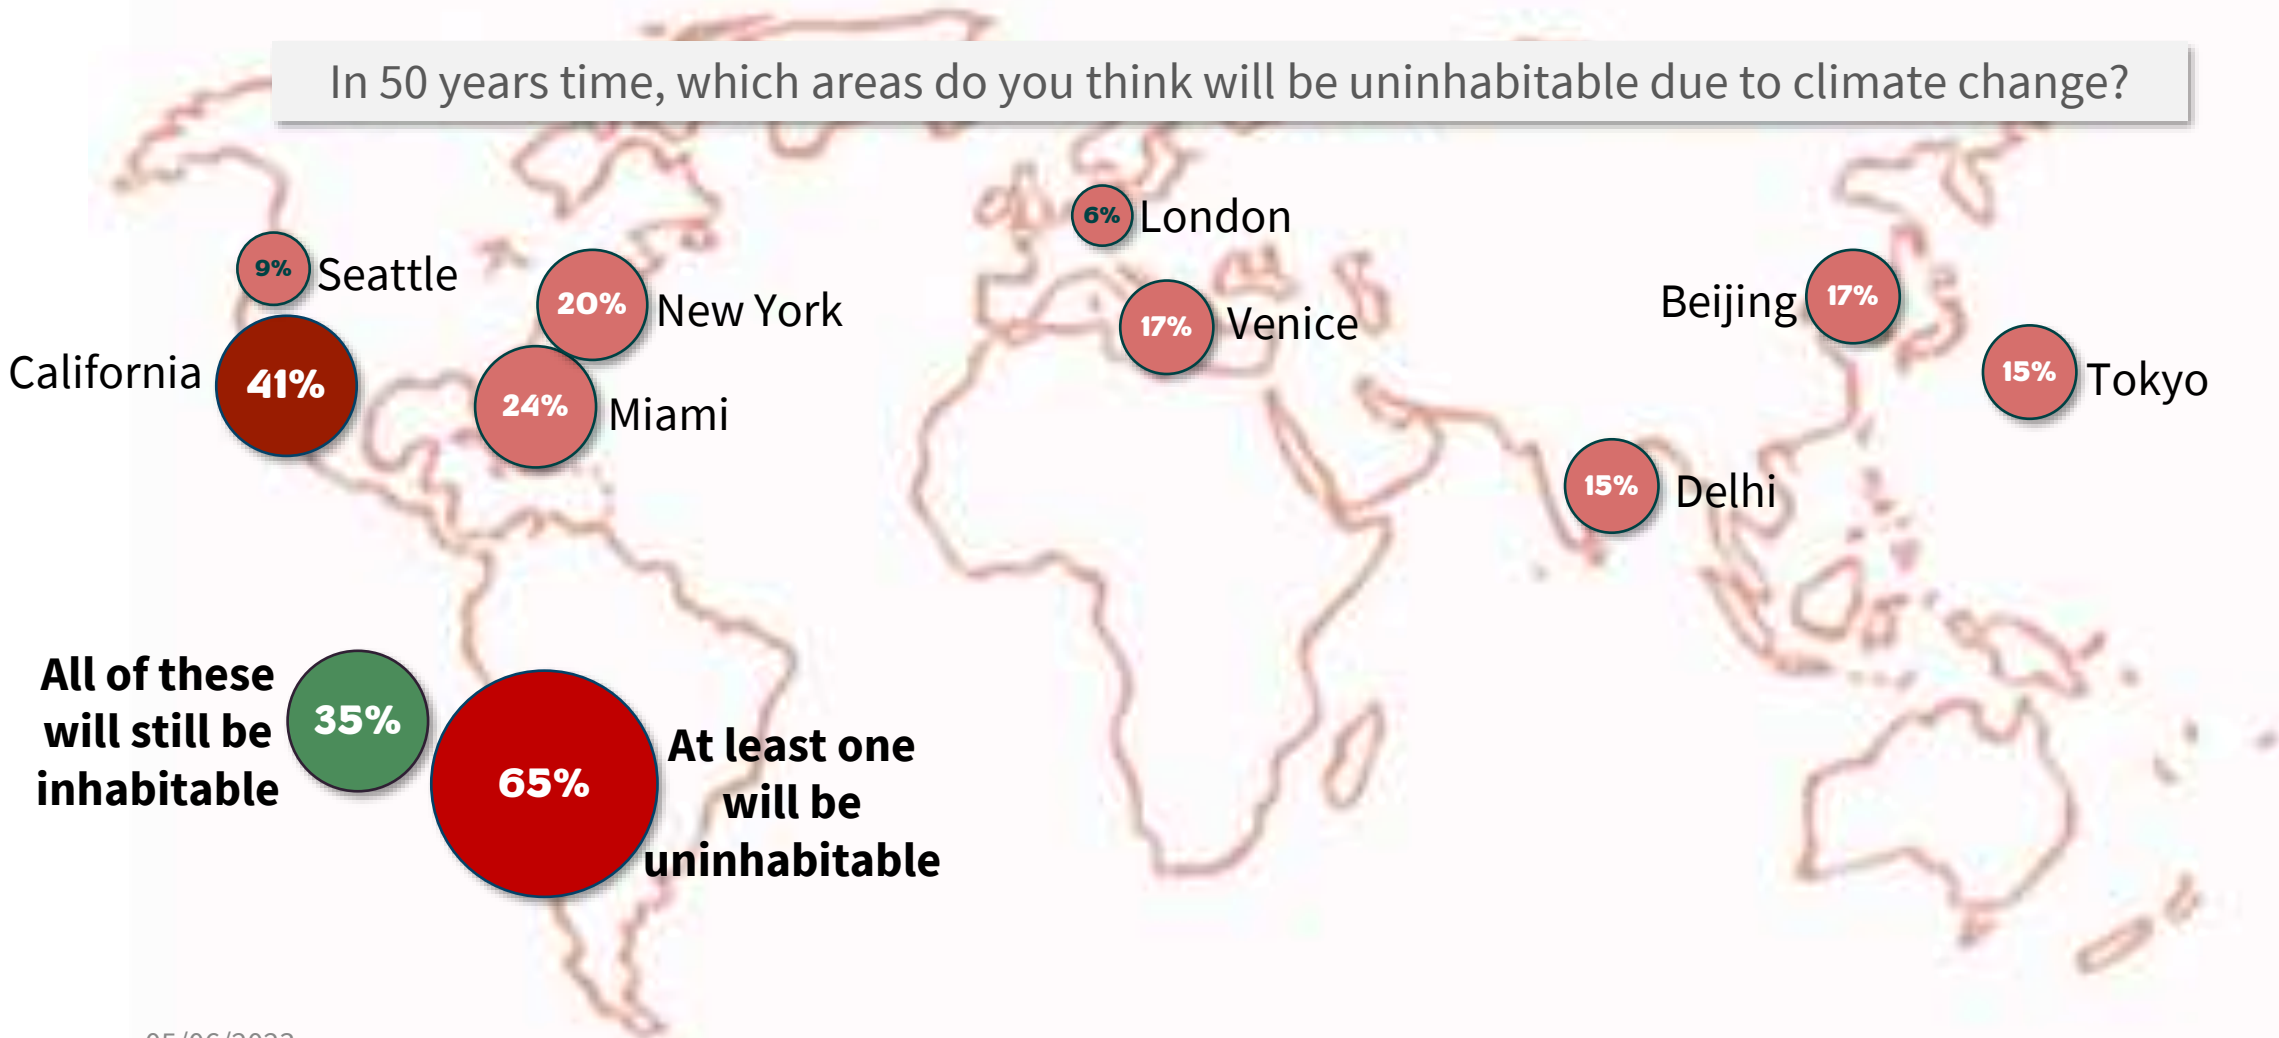 In 50 years time, which areas do you think will be uninhabitable due to climate change?
6% London
9% Seattle
20% New York
Beijing 17%
17% Venice
California 41%
15% Tokyo
24% Miami
15% Delhi
All of these
will still be
inhabitable
35%
65%
At least one
will be
uninhabitable